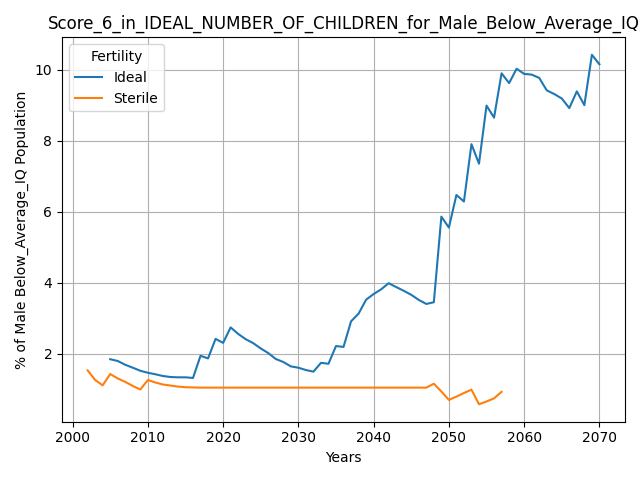 Score_6_in_IDEAL_NUMBER_OF_CHILDREN_for_Male_Below_Average_IQ
Fertility
Ideal
Sterile
% of Male Below_Average_IQ Population
10
8
6
4
2
2000 2010 2020 2030 2040 2050 2060 2070
Years